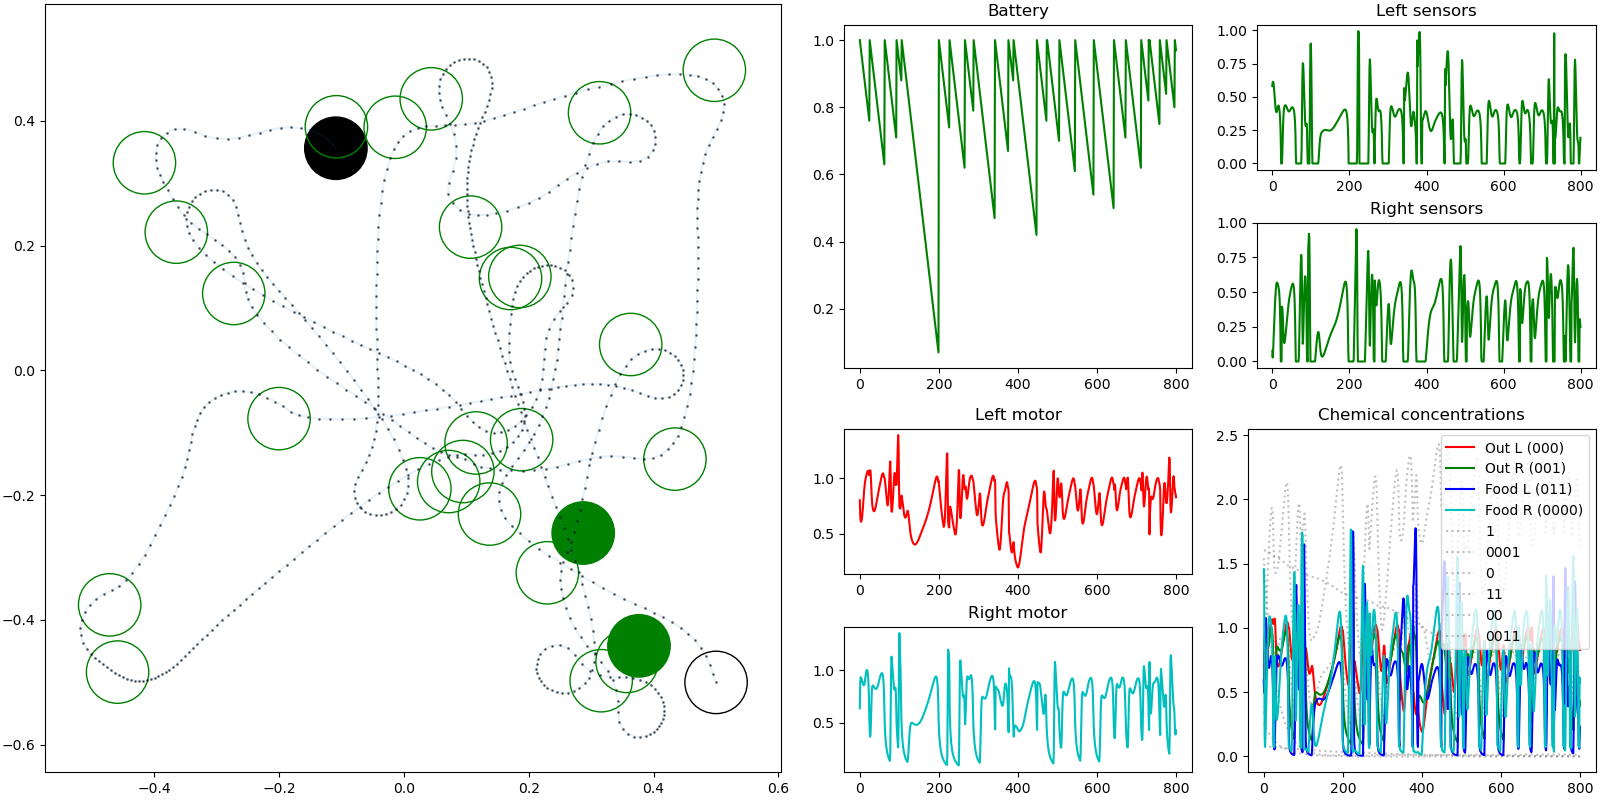 0.4
0.2
0.0
−0.2
−0.4
−0.6
−0.4 −0.2 0.0 0.2 0.4 0.6
Battery
1.0
0.8
0.6
0.4
0.2
0 200 400 600 800
Left sensors
1.00
0.75
0.50
0.25
0.00
0 200 400 600 800
Right sensors
1.00
0.75
0.50
0.25
0.00
0 200 400 600 800
Left motor
1.0
0.5
0 200 400 600 800
Right motor
1.0
0.5
0 200 400 600 800
Chemical concentrations
2.5
2.0
1.5
1.0
0.5
0.0
0 200 400 600 800
Out L (000)
Out R (001)
Food L (011)
Food R (0000)
1
0001
0
11
00
0011